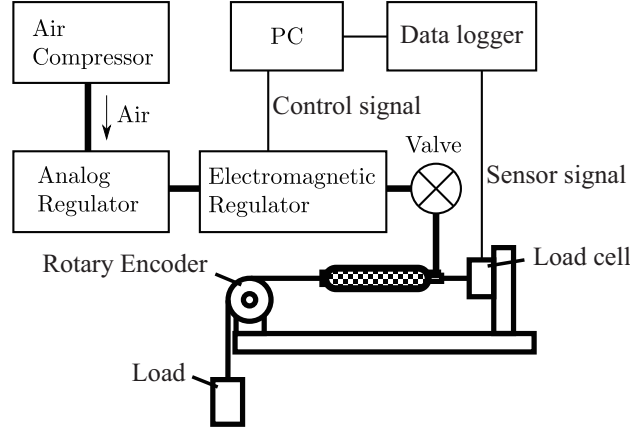 Air
Compressor
PC
Data logger
Air
Control signal
Valve
Analog
Regulator
Electromagnetic
Regulator
Sensor signal
Rotary Encoder
Load cell
Load